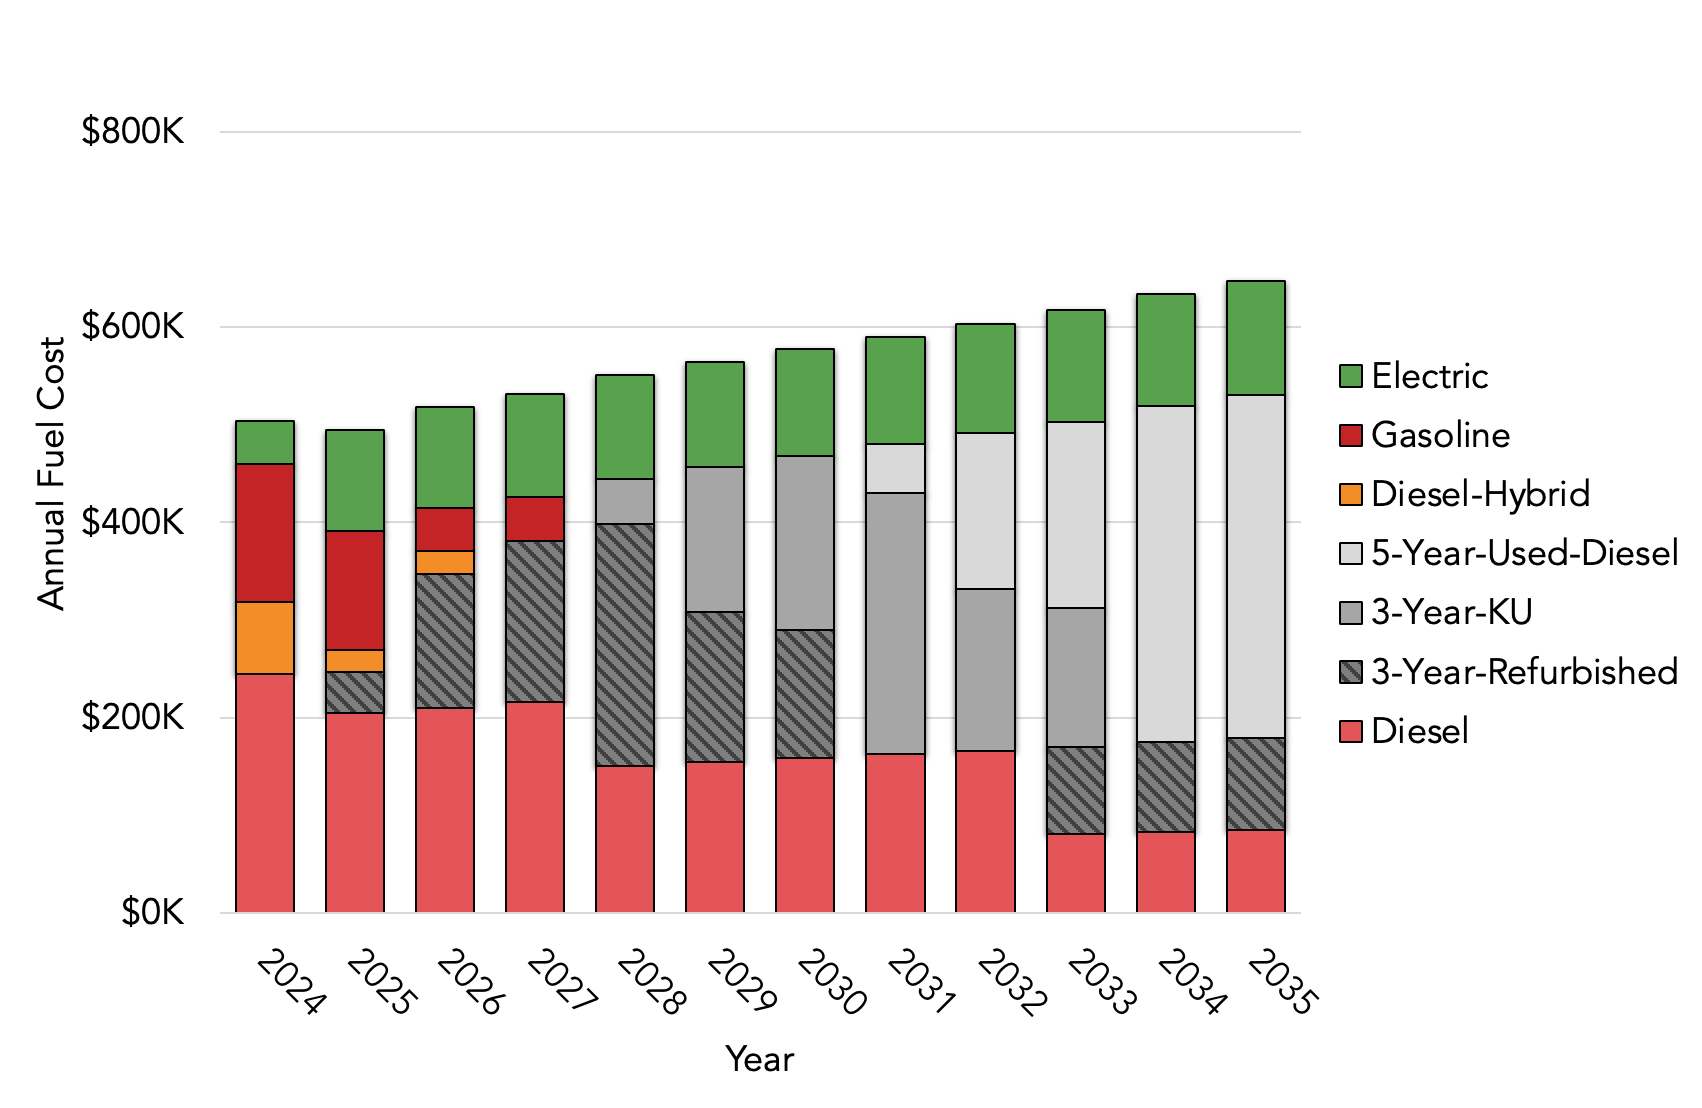 $800K
$600K
$400K
$200K
$0K
Annual Fuel Cost
2024
2025
2026
2027
2028
2029
2030
2031
2032
2033
2034
2035
Year
Electric
Gasoline
Diesel-Hybrid
5-Year-Used-Diesel
3-Year-KU
3-Year-Refurbished
Diesel